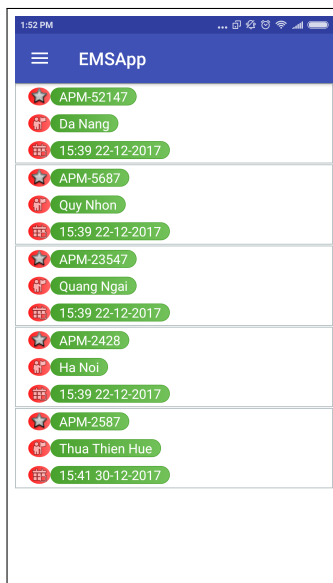 1:52 PM
EMSApp
APM-52147
Da Nang
15:39 22-12-2017
APM-5687
Quy Nhon
15:39 22-12-2017
APM-23547
Quang Ngai
15:39 22-12-2017
APM-2428
Ha Noi
15:39 22-12-2017
APM-2587
Thua Thien Hue
15:41 30-12-2017